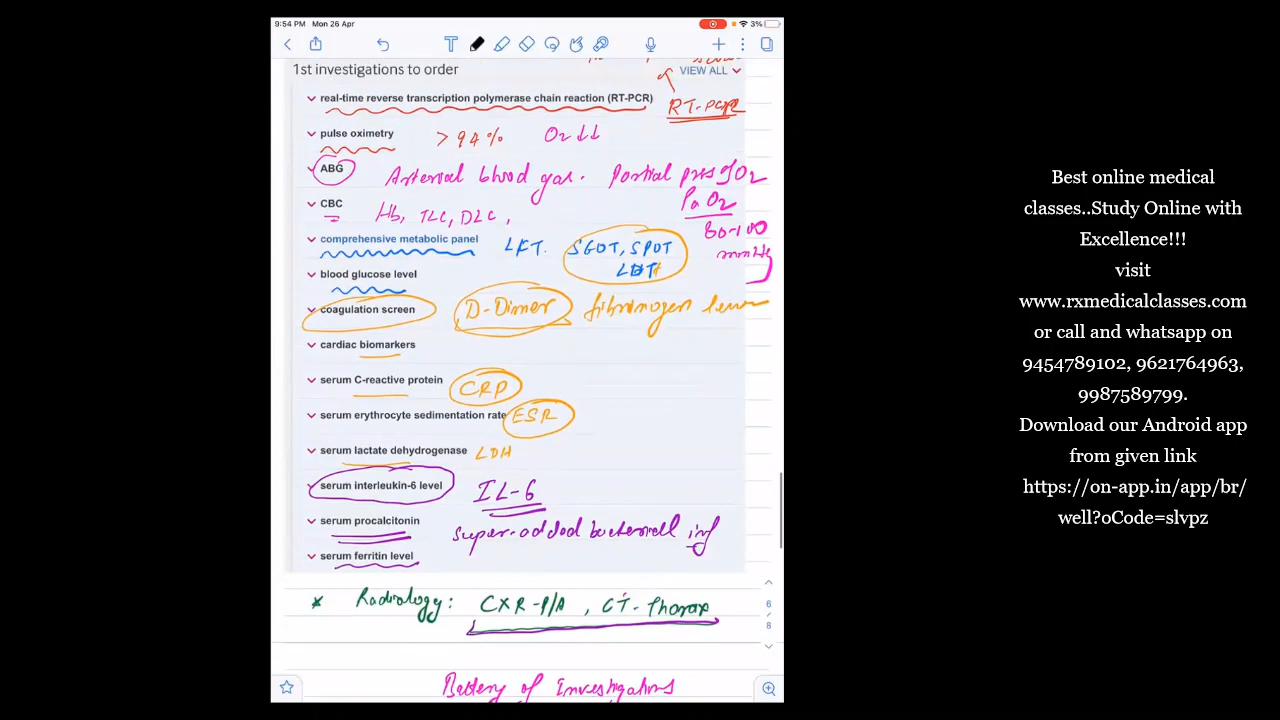 9:54 PM Mon 26 Apr
3%
1st investigations to order
VIEW ALL
real-time reverse transcription polymerase chain reaction (RT-PCR)
RT-PCR
pulse oximetry >94% O2↓↓
ABG Arterial blood gas. Partial pres of O2
PaO2
CBC Hb, TLC, DLC,
80-100
mmHg
comprehensive metabolic panel LFT. SGOT, SPOT
blood glucose level
coagulation screen D-Dimer fibrinogen
cardiac biomarkers
serum C-reactive protein CRP
serum erythrocyte sedimentation rate ESR
serum lactate dehydrogenase LDH
serum interleukin-6 level IL-6
serum procalcitonin super-added inf
serum ferritin level
* Radiology: CXR-P/A, CT-Thorax
6
/
8
Battery of Investigations
Best online medical
classes..Study Online with
Excellence!!!
visit
www.rxmedicalclasses.com
or call and whatsapp on
9454789102, 9621764963,
9987589799.
Download our Android app
from given link
https://on-app.in/app/br/
well?oCode=slvpz